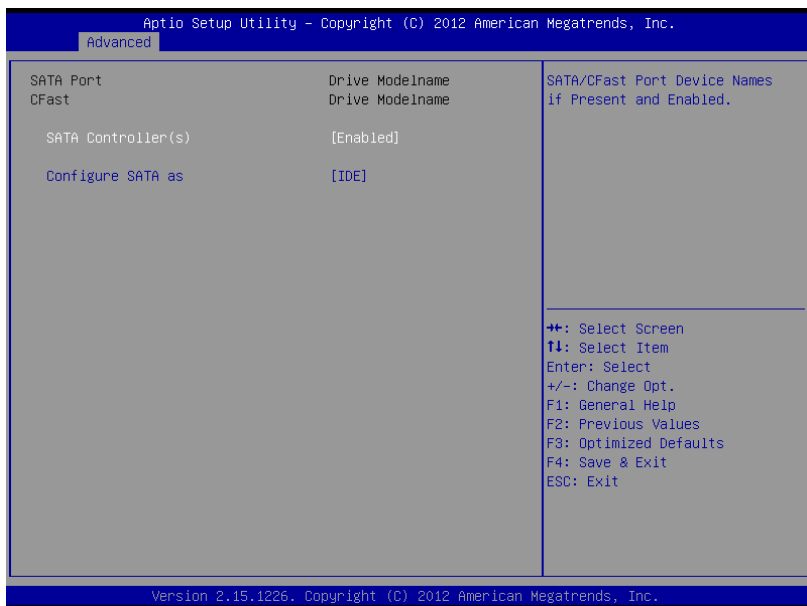 Aptio Setup Utility – Copyright (C) 2012 American Megatrends, Inc.
Advanced
SATA Port Drive Modelname
CFast Drive Modelname
SATA Controller(s) [Enabled]
Configure SATA as [IDE]
SATA/CFast Port Device Names
if Present and Enabled.
→←: Select Screen
↑↓: Select Item
Enter: Select
+/-: Change Opt.
F1: General Help
F2: Previous Values
F3: Optimized Defaults
F4: Save & Exit
ESC: Exit
Version 2.15.1226. Copyright (C) 2012 American Megatrends, Inc.